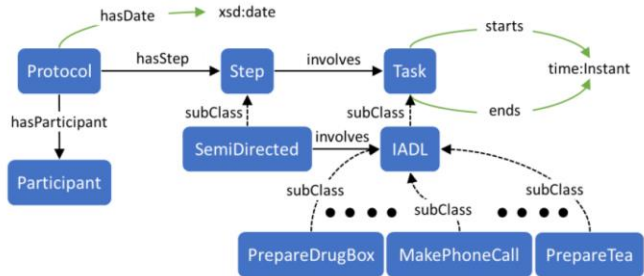 hasDate
xsd:date
starts
Protocol
hasStep
Step
involves
Task
time:Instant
hasParticipant
subClass
subClass
ends
SemiDirected
involves
IADL
Participant
subClass
subClass
subClass
PrepareDrugBox
MakePhoneCall
PrepareTea